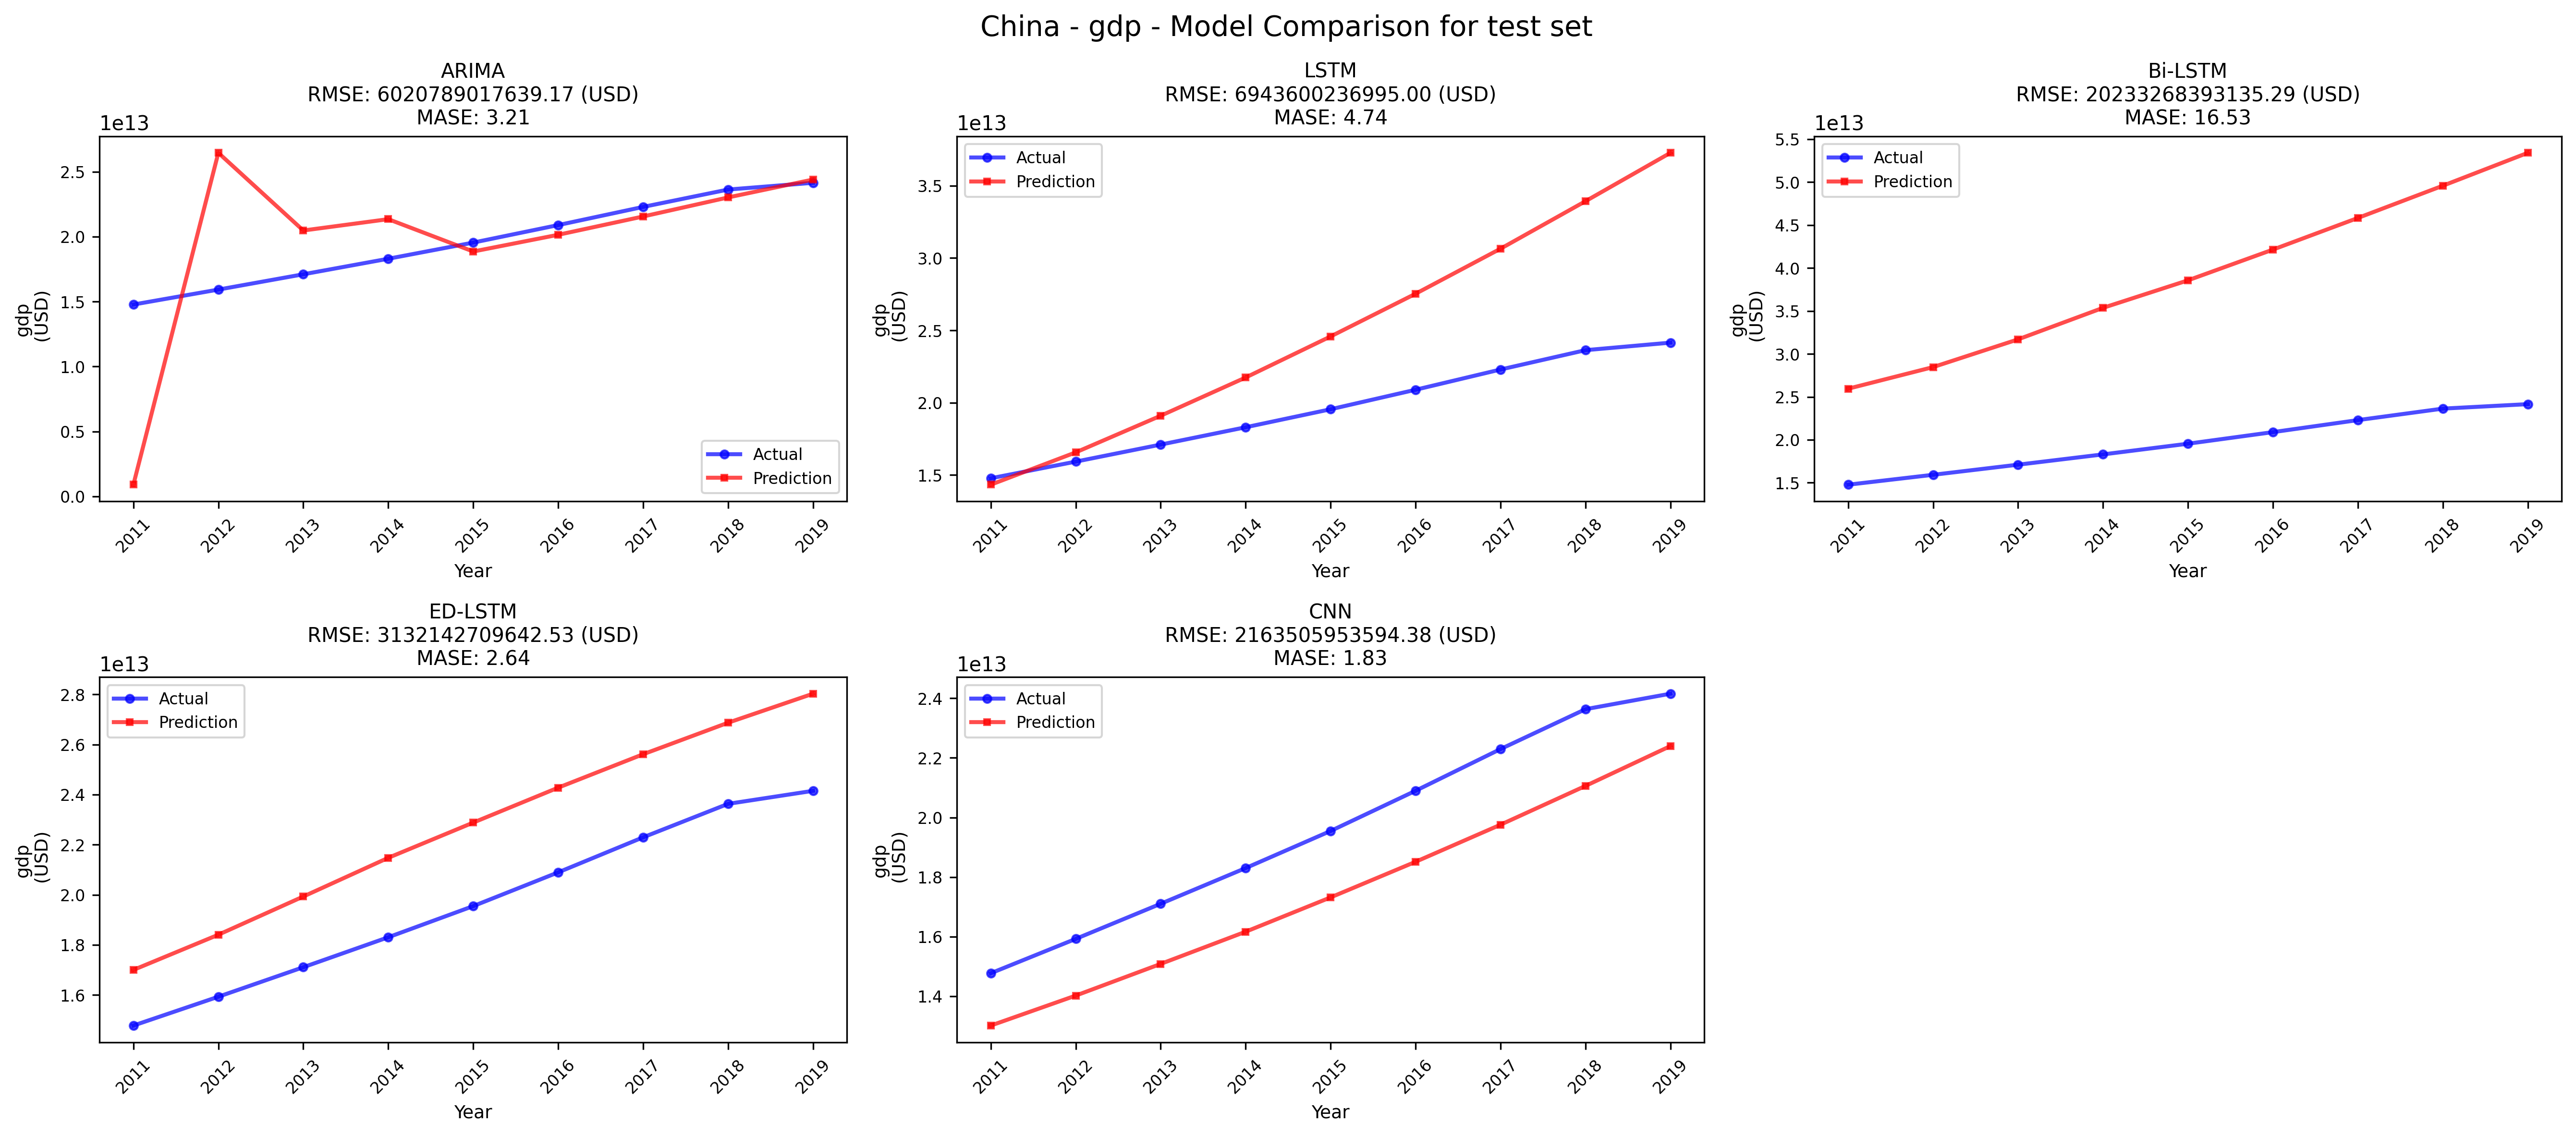 China - gdp - Model Comparison for test set
ARIMA
RMSE: 6020789017639.17 (USD)
MASE: 3.21
1e13
2.5
2.0
1.5
1.0
0.5
0.0
gdp
(USD)
Actual
Prediction
2011
2012
2013
2014
2015
2016
2017
2018
2019
Year
LSTM
RMSE: 6943600236995.00 (USD)
MASE: 4.74
1e13
Actual
Prediction
3.5
3.0
2.5
2.0
1.5
gdp
(USD)
2011
2012
2013
2014
2015
2016
2017
2018
2019
Year
Bi-LSTM
RMSE: 20233268393135.29 (USD)
MASE: 16.53
1e13
Actual
Prediction
5.5
5.0
4.5
4.0
3.5
3.0
2.5
2.0
1.5
gdp
(USD)
2011
2012
2013
2014
2015
2016
2017
2018
2019
Year
ED-LSTM
RMSE: 3132142709642.53 (USD)
MASE: 2.64
1e13
Actual
Prediction
2.8
2.6
2.4
2.2
2.0
1.8
1.6
gdp
(USD)
2011
2012
2013
2014
2015
2016
2017
2018
2019
Year
CNN
RMSE: 2163505953594.38 (USD)
MASE: 1.83
1e13
Actual
Prediction
2.4
2.2
2.0
1.8
1.6
1.4
gdp
(USD)
2011
2012
2013
2014
2015
2016
2017
2018
2019
Year